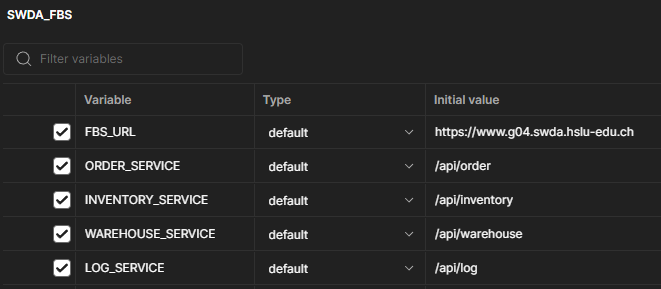 SWDA_FBS
Filter variables
Variable Type Initial value
FBS_URL default https://www.g04.swda.hslu-edu.ch
ORDER_SERVICE default /api/order
INVENTORY_SERVICE default /api/inventory
WAREHOUSE_SERVICE default /api/warehouse
LOG_SERVICE default /api/log